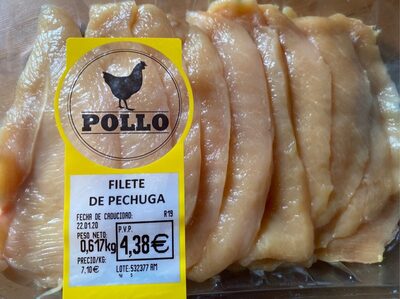 POLLO
FILETE
DE PECHUGA
FECHA DE CADUCIDAD: R19
22.01.20
PESO NETO: P.V.P.
0,617kg 4,38€
PRECIO/KG:
7,10€ LOTE:532377 AM